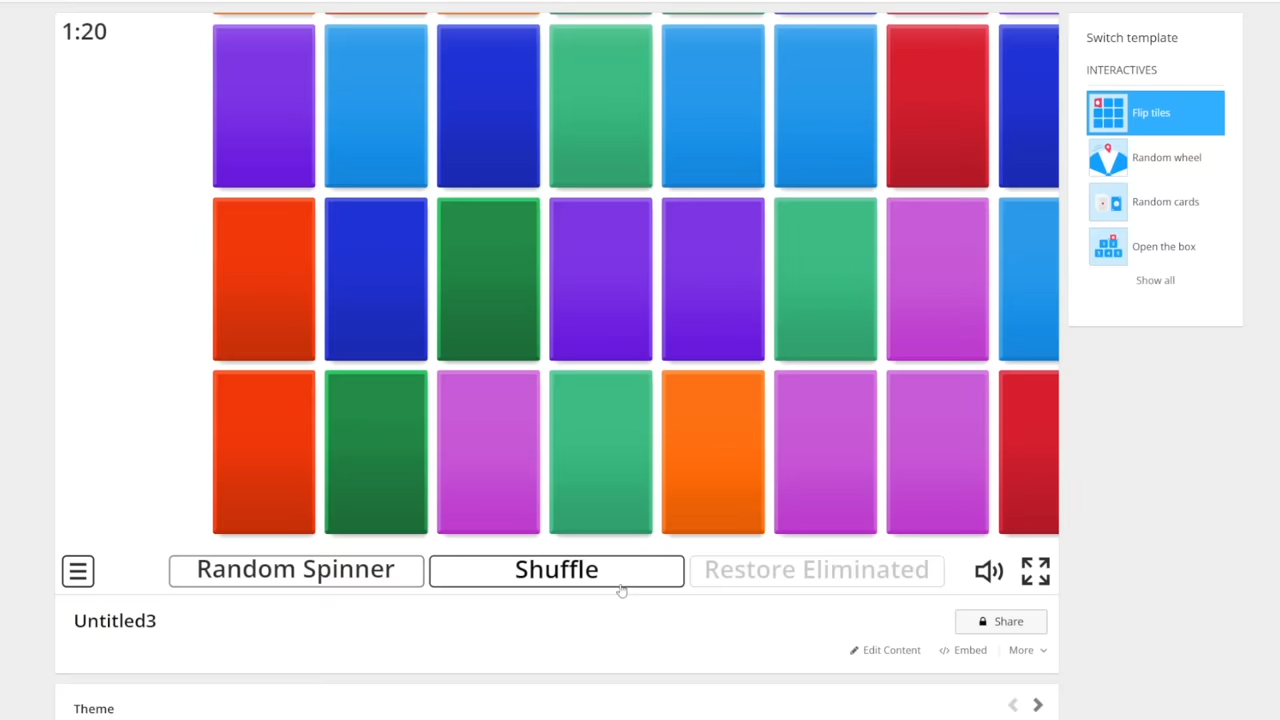 1:20
Switch template
INTERACTIVES
Flip tiles
Random wheel
Random cards
Open the box
Show all
Random Spinner
Shuffle
Restore Eliminated
Untitled3
Share
Edit Content
</> Embed
More
Theme